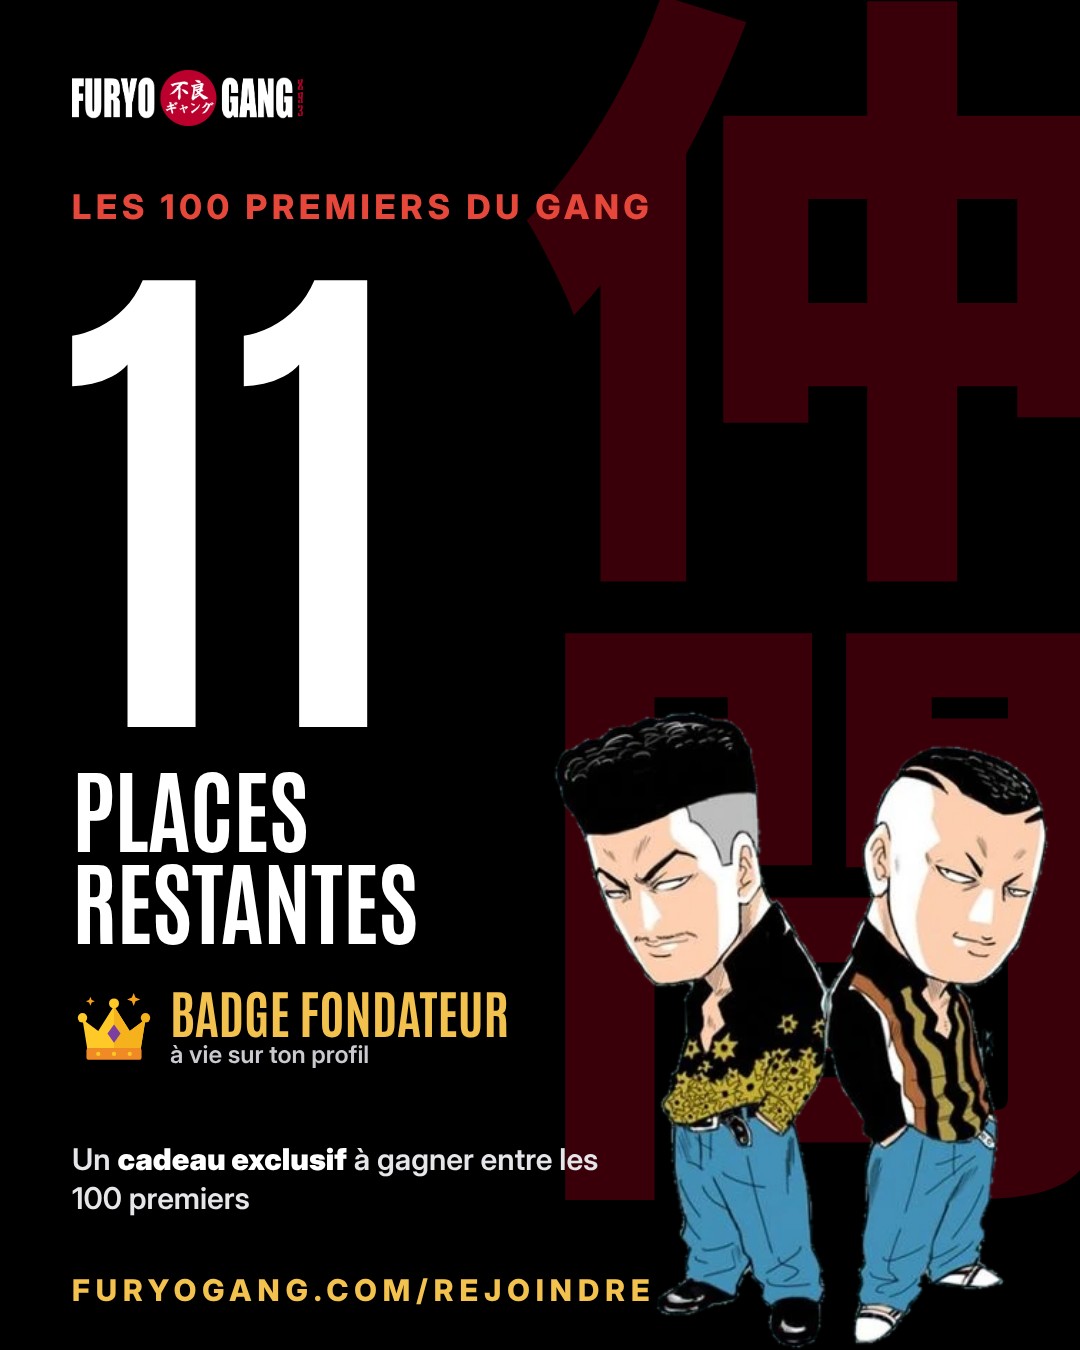 FURYO 不良 ギャング GANG
LES 100 PREMIERS DU GANG
11
PLACES
RESTANTES
BADGE FONDATEUR
à vie sur ton profil
Un cadeau exclusif à gagner entre les
100 premiers
FURYOGANG.COM/REJOINDRE
仲間